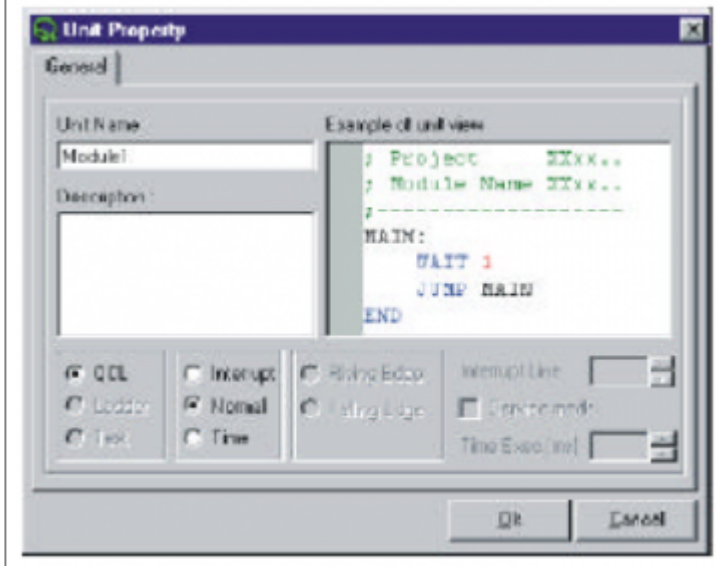 Unit Property
General
Unit Name
Module1
Description :
Example of unit view
; Project XXxx..
; Module Name XXxx..
;--------------------
MAIN:
WAIT 1
JUMP MAIN
END
QCL
Ladder
Task
Interrupt
Normal
Time
Rising Edge
Falling Edge
Interrupt Line
Time Exec. [ms]
Ok
Cancel